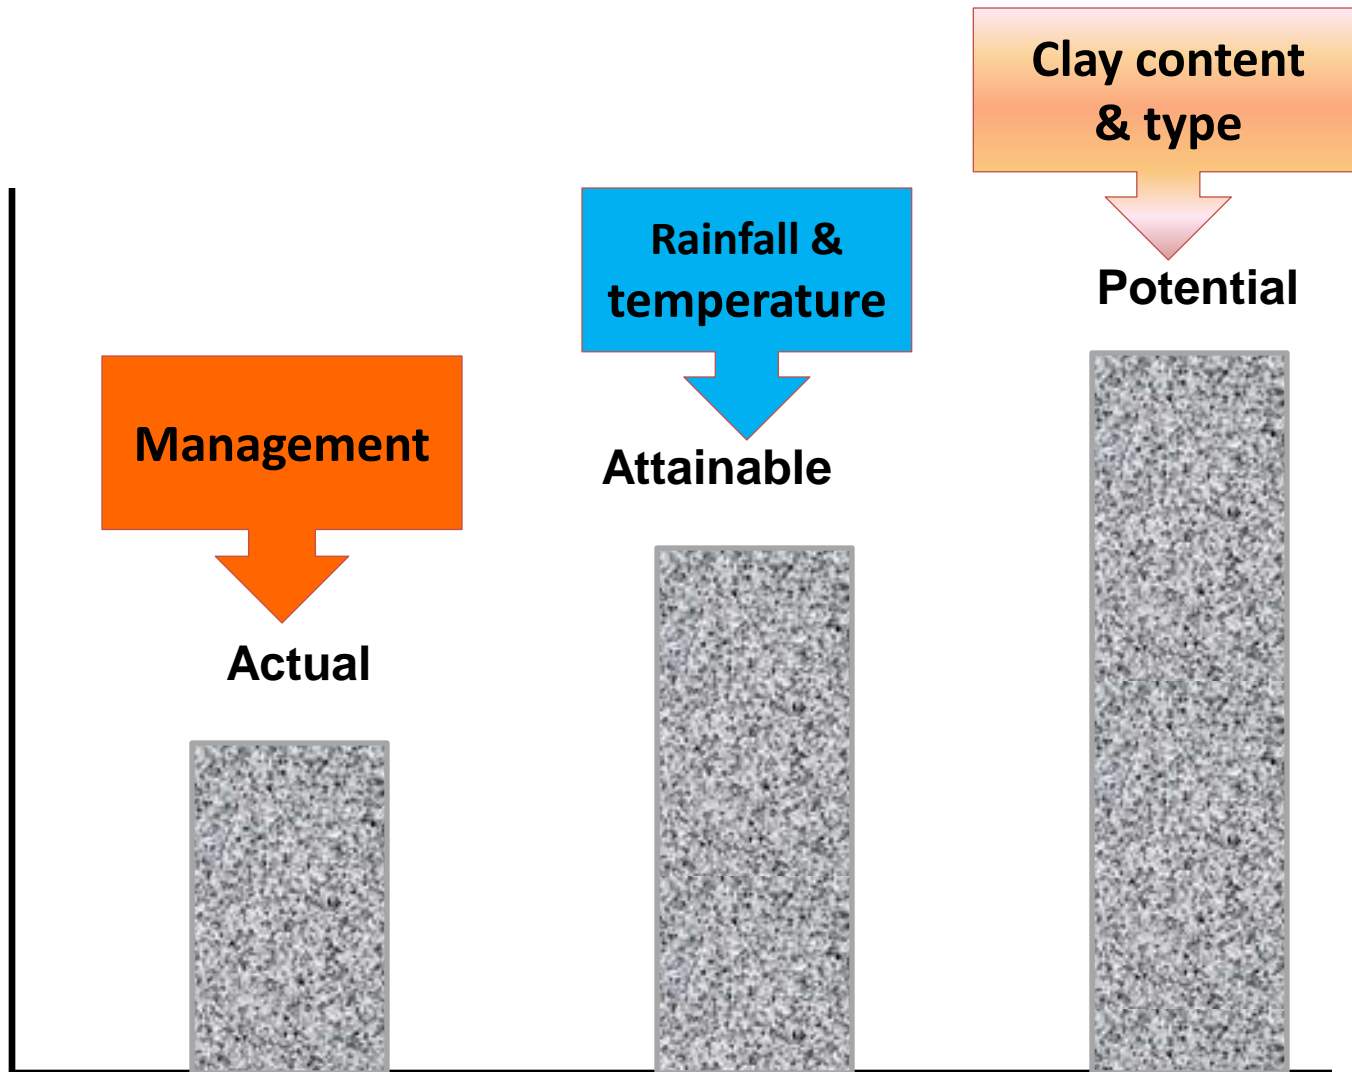 Clay content
& type
Rainfall &
temperature
Potential
Management
Attainable
Actual